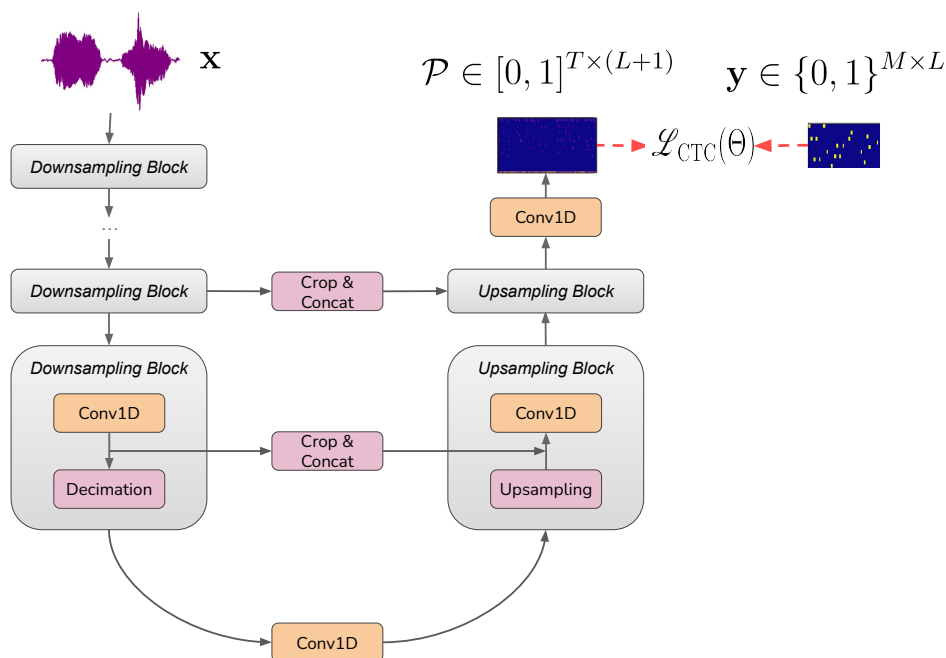 x
𝒫 ∈ [0, 1]^{T×(L+1)}
y ∈ {0, 1}^{M×L}
Downsampling Block
ℒ_CTC(Θ)
Conv1D
...
Downsampling Block
Crop &
Concat
Upsampling Block
Downsampling Block
Upsampling Block
Conv1D
Conv1D
Crop &
Concat
Decimation
Upsampling
Conv1D